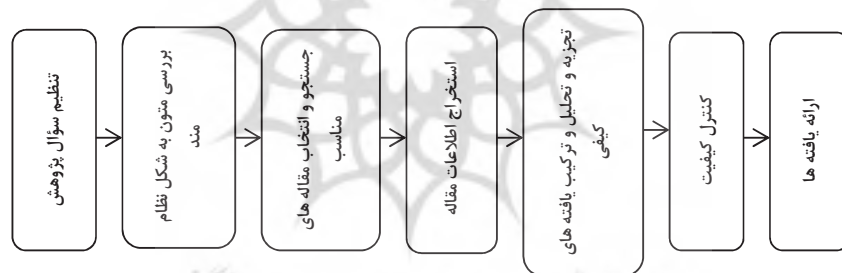 تنظیم سؤال پژوهش
بررسی متون به شکل نظام
مند
جستجو و انتخاب مقاله های
مناسب
استخراج اطلاعات مقاله
تجزیه و تحلیل و ترکیب یافته های
کیفی
کنترل کیفیت
ارائه یافته ها